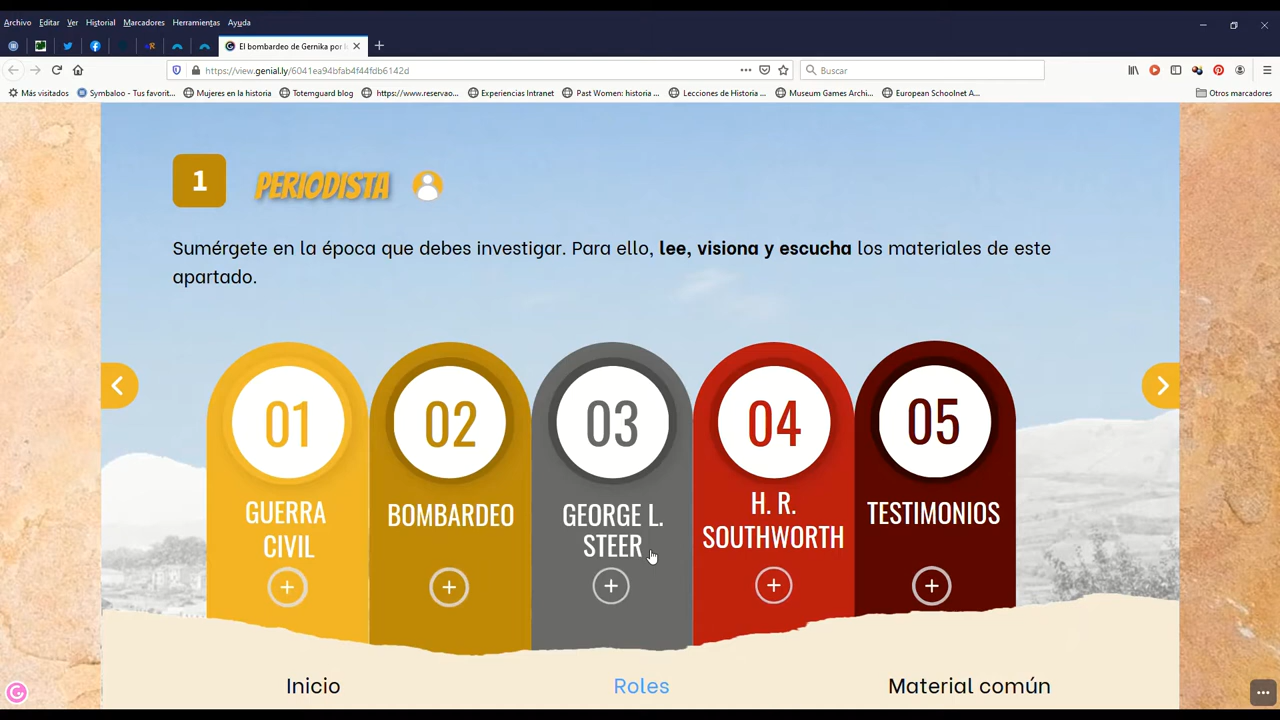 Archivo Editar Ver Historial Marcadores Herramientas Ayuda
El bombardeo de Gernika por l
https://view.genial.ly/6041ea94bfab4f44fdb6142d
Buscar
Más visitados Symbaloo - Tus favorit... Mujeres en la historia Totemguard blog https://www.reservao... Experiencies Intranet Past Women: historia ... Lecciones de Historia ... Museum Games Archi... European Schoolnet A... Otros marcadores
1 PERIODISTA
Sumérgete en la época que debes investigar. Para ello, lee, visiona y escucha los materiales de este
apartado.
01 02 03 04 05
GUERRA CIVIL
BOMBARDEO
GEORGE L. STEER
H. R. SOUTHWORTH
TESTIMONIOS
Inicio Roles Material común